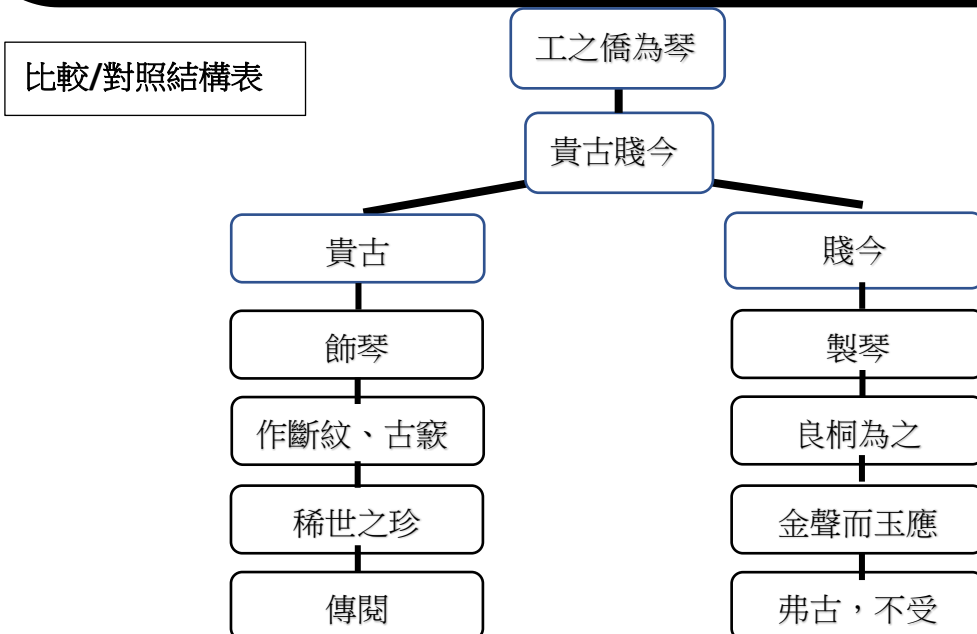 工之僑為琴
比較/對照結構表
貴古賤今
貴古
賤今
飾琴
製琴
作斷紋、古窾
良桐為之
稀世之珍
金聲而玉應
傳閱
弗古，不受